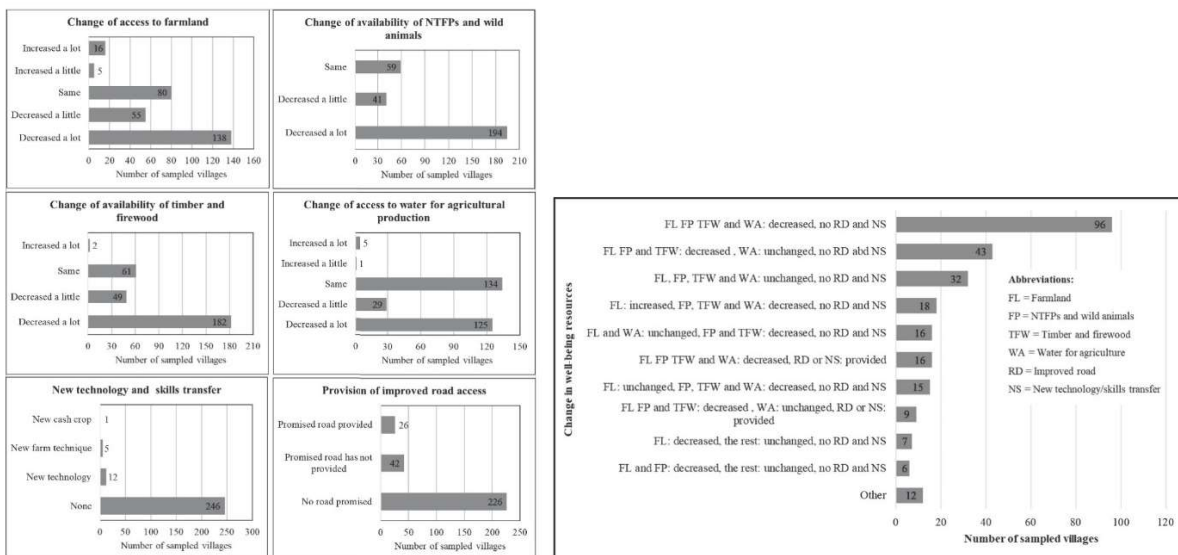 Change of access to farmland
Increased a lot 16
Increased a little 5
Same 80
Decreased a little 55
Decreased a lot 138
0 20 40 60 80 100 120 140 160
Number of sampled villages
Change of availability of NTFPs and wild
animals
Same 59
Decreased a little 41
Decreased a lot 194
0 30 60 90 120 150 180 210
Number of sampled villages
Change of availability of timber and
firewood
Increased a lot 2
Same 61
Decreased a little 49
Decreased a lot 182
0 30 60 90 120 150 180 210
Number of sampled villages
Change of access to water for agricultural
production
Increased a lot 5
Increased a little 1
Same 134
Decreased a little 29
Decreased a lot 125
0 30 60 90 120 150
Number of sampled villages
New technology and skills transfer
New cash crop 1
New farm technique 5
New technology 12
None 246
0 50 100 150 200 250 300
Number of sampled villages
Provision of improved road access
Promised road provided 26
Promised road has not
provided 42
No road promised 226
0 50 100 150 200 250
Number of sampled villages
Change in well-being resources
FL FP TFW and WA: decreased, no RD and NS 96
FL FP and TFW: decreased , WA: unchanged, no RD abd NS 43
FL, FP, TFW and WA: unchanged, no RD and NS 32
FL: increased, FP, TFW and WA: decreased, no RD and NS 18
FL and WA: unchanged, FP and TFW: decreased, no RD and NS 16
FL FP TFW and WA: decreased, RD or NS: provided 16
FL: unchanged, FP, TFW and WA: decreased, no RD and NS 15
FL FP and TFW: decreased , WA: unchanged, RD or NS:
provided 9
FL: decreased, the rest: unchanged, no RD and NS 7
FL and FP: decreased, the rest: unchanged, no RD and NS 6
Other 12
0 20 40 60 80 100 120
Number of sampled villages
Abbreviations:
FL = Farmland
FP = NTFPs and wild animals
TFW = Timber and firewood
WA = Water for agriculture
RD = Improved road
NS = New technology/skills transfer